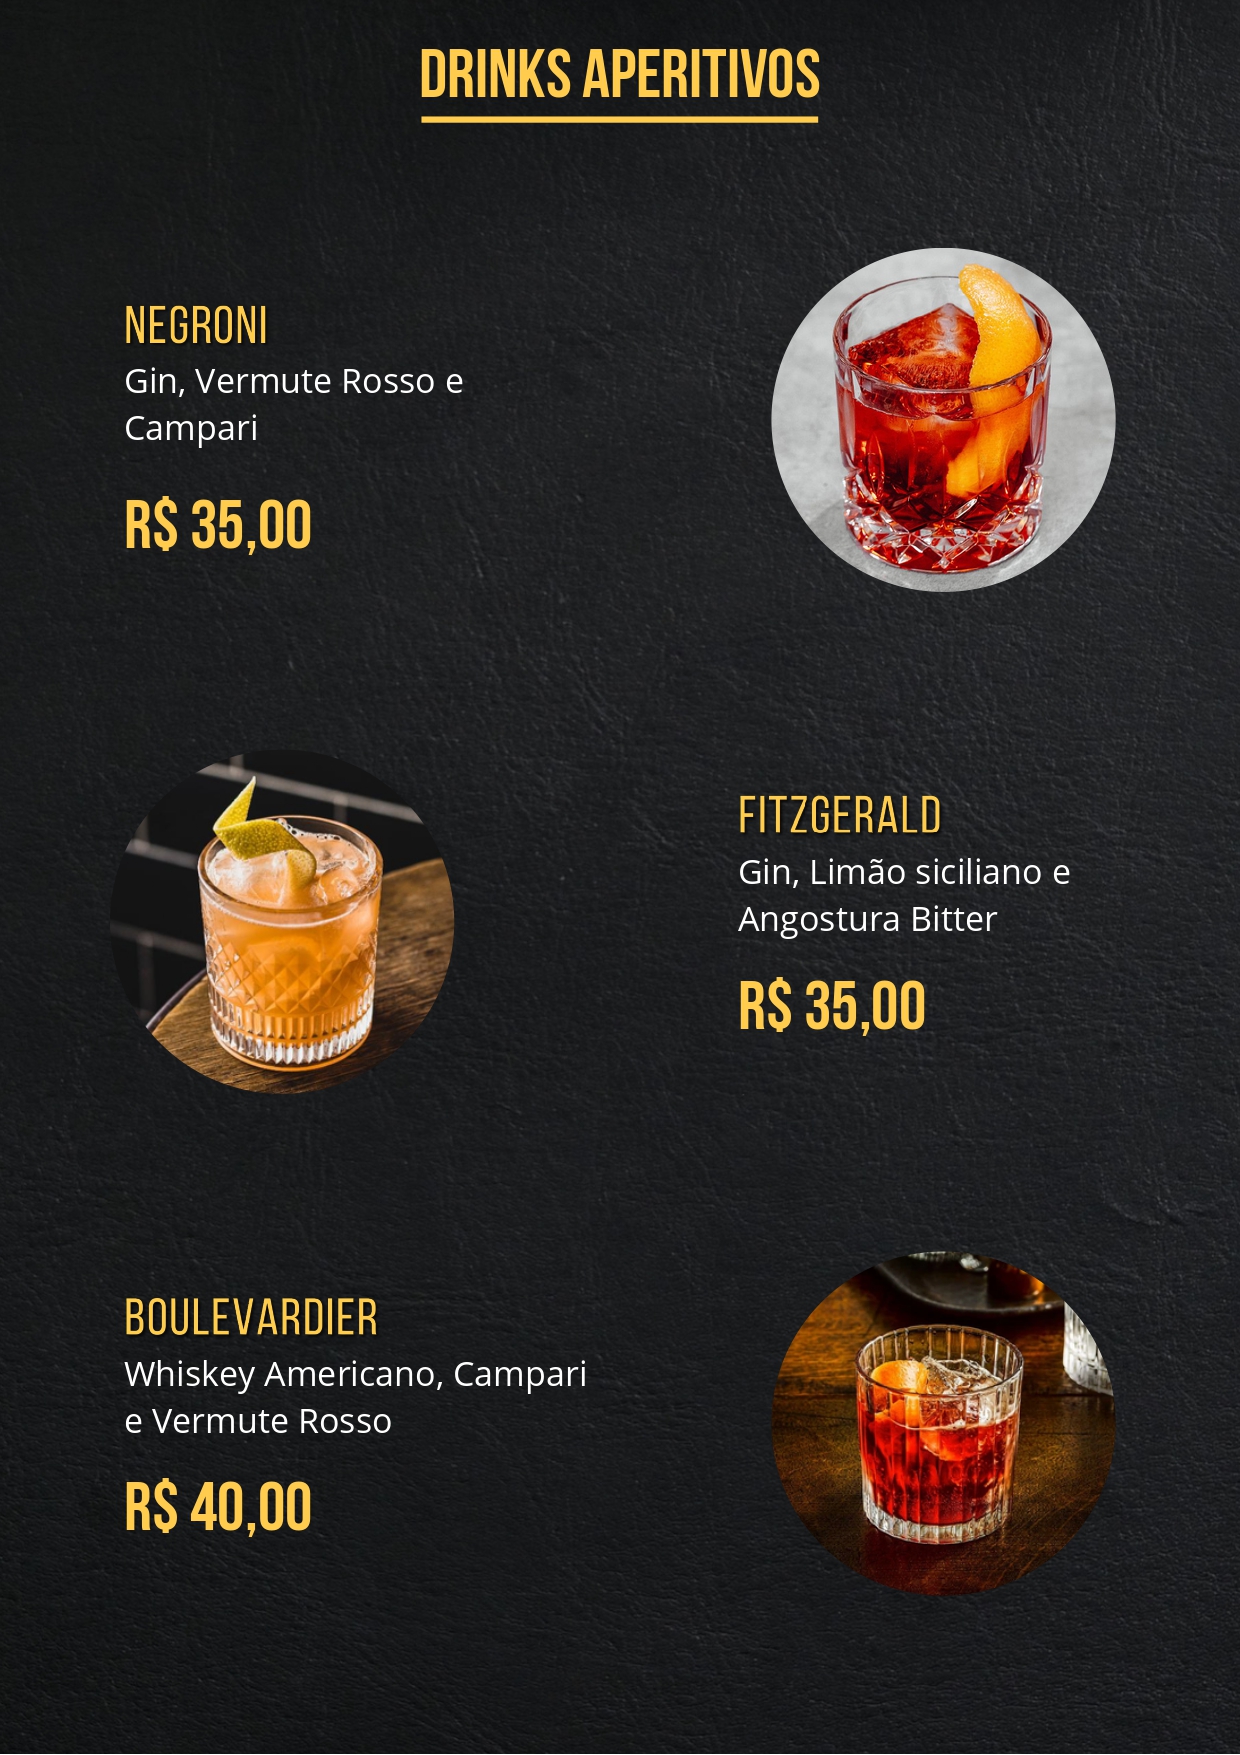 DRINKS APERITIVOS
NEGRONI
Gin, Vermute Rosso e
Campari
R$ 35,00
FITZGERALD
Gin, Limão siciliano e
Angostura Bitter
R$ 35,00
BOULEVARDIER
Whiskey Americano, Campari
e Vermute Rosso
R$ 40,00